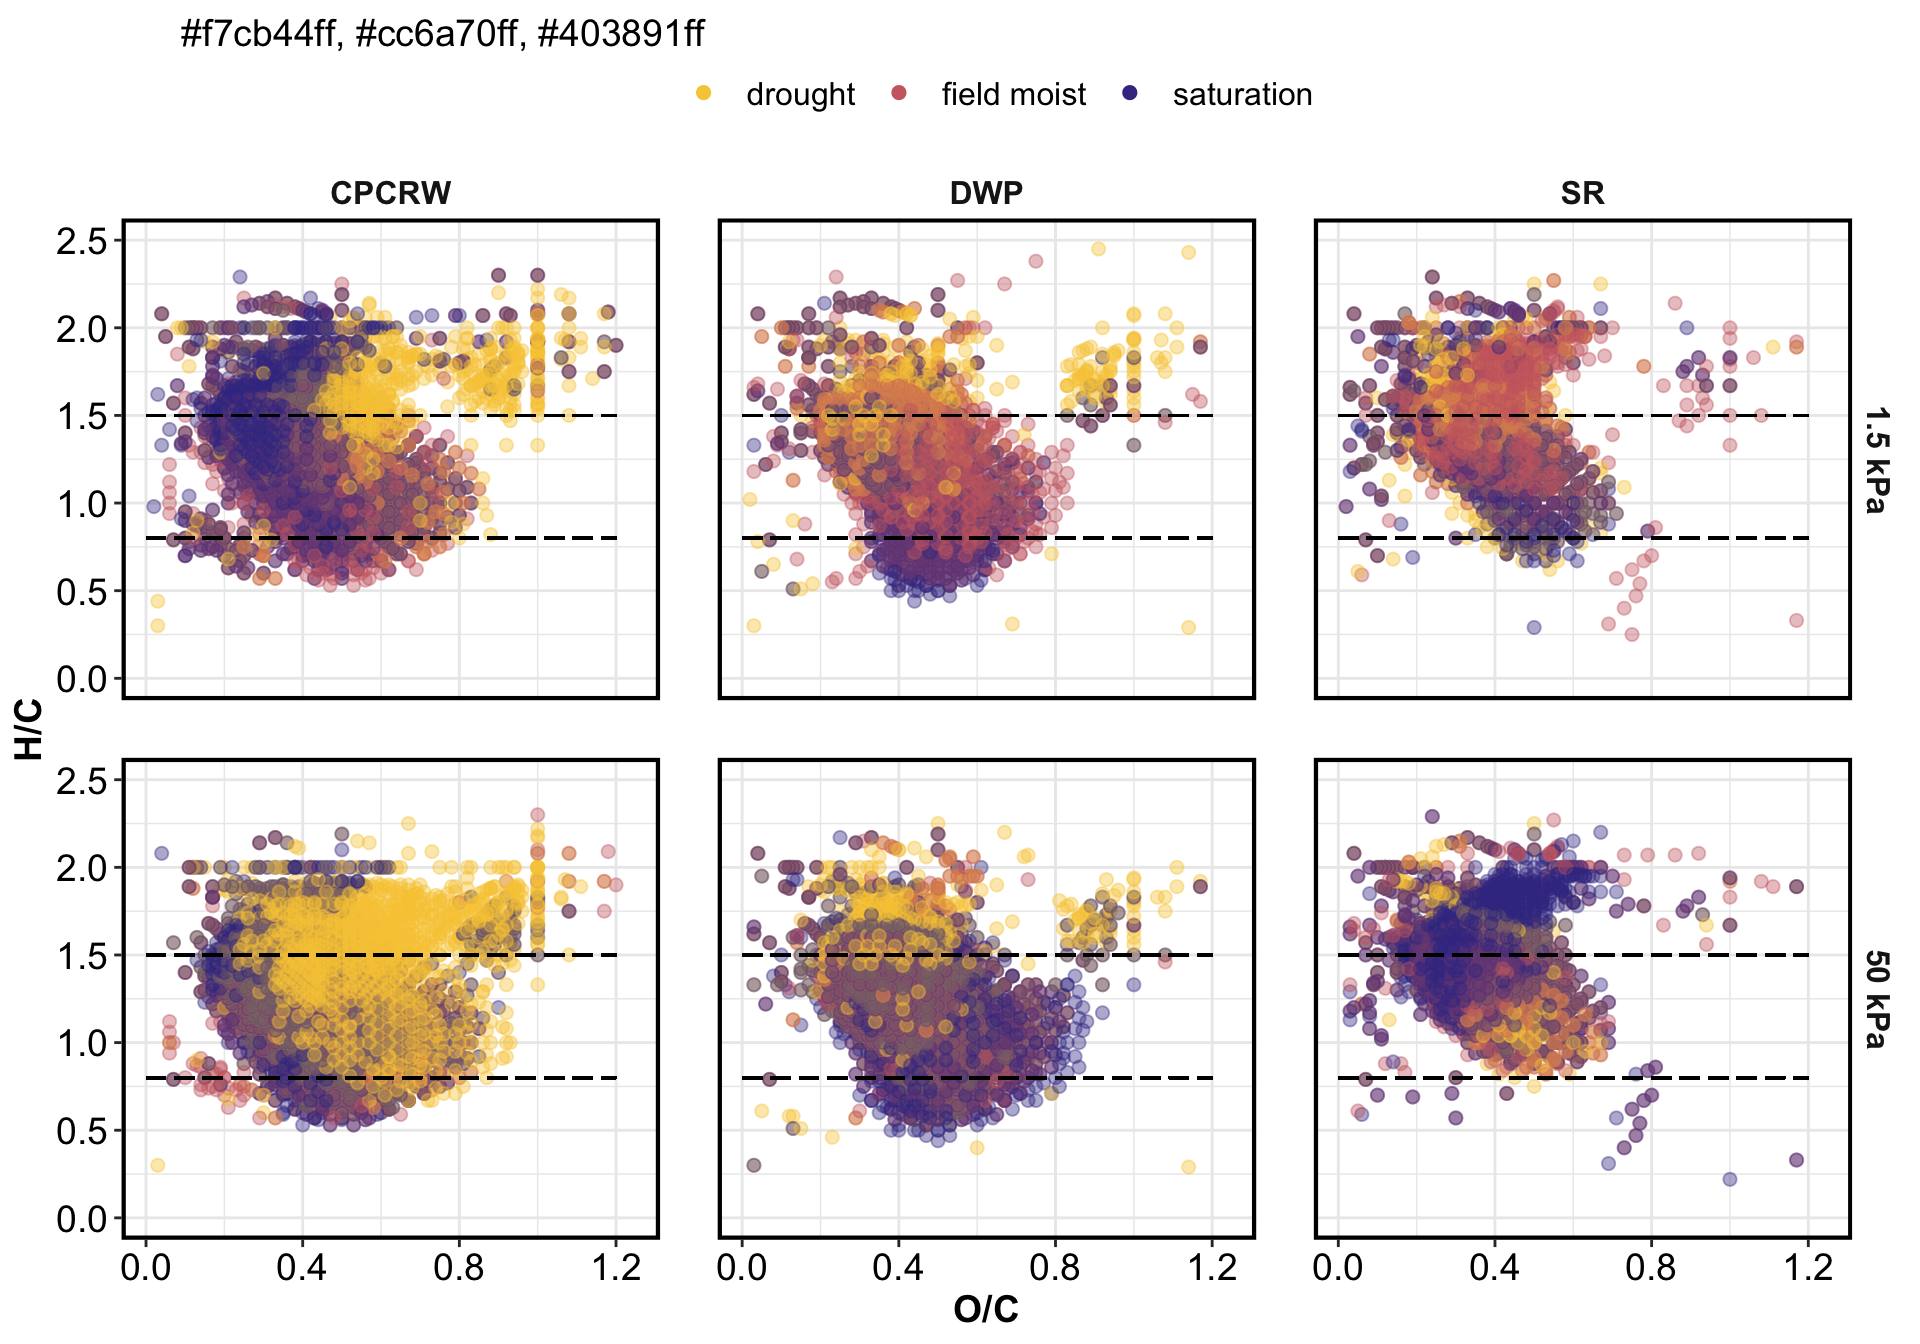 #f7cb44ff, #cc6a70ff, #403891ff
drought field moist saturation
CPCRW DWP SR
2.5
2.0
1.5
1.0
0.5
0.0
1.5 kPa
H/C
2.5
2.0
1.5
1.0
0.5
0.0
50 kPa
0.0 0.4 0.8 1.2 0.0 0.4 0.8 1.2 0.0 0.4 0.8 1.2
O/C